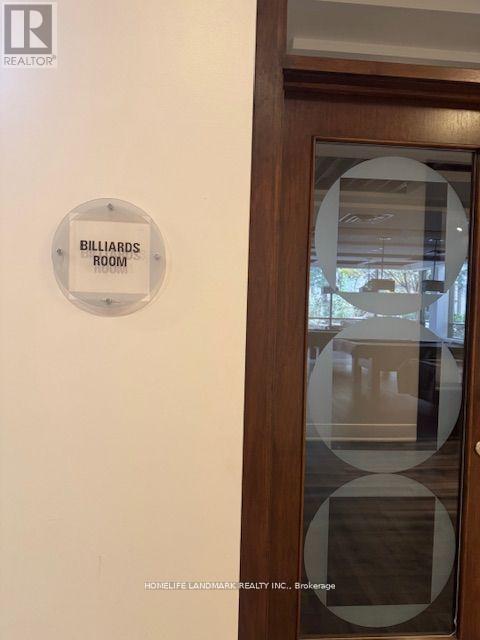 R
REALTOR®
BILLIARDS
ROOM
HOMELIFE LANDMARK REALTY INC., Brokerage